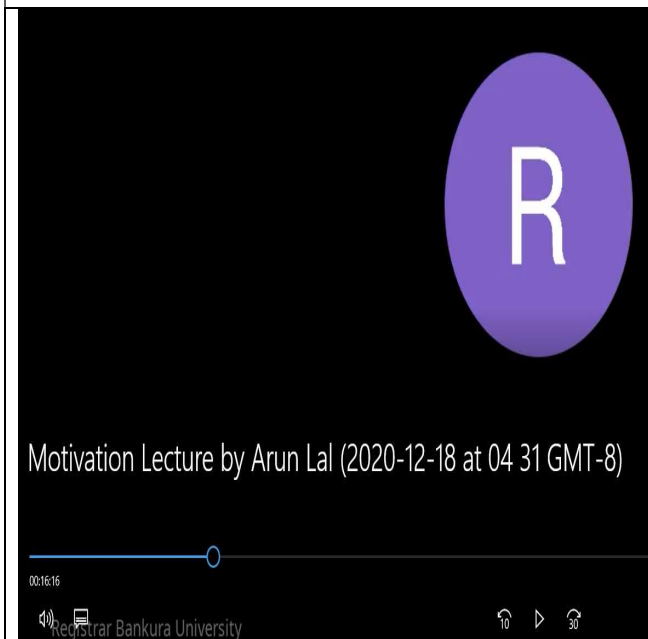 R
Motivation Lecture by Arun Lal (2020-12-18 at 04 31 GMT-8)
00:16:16
Registrar Bankura University
10
30